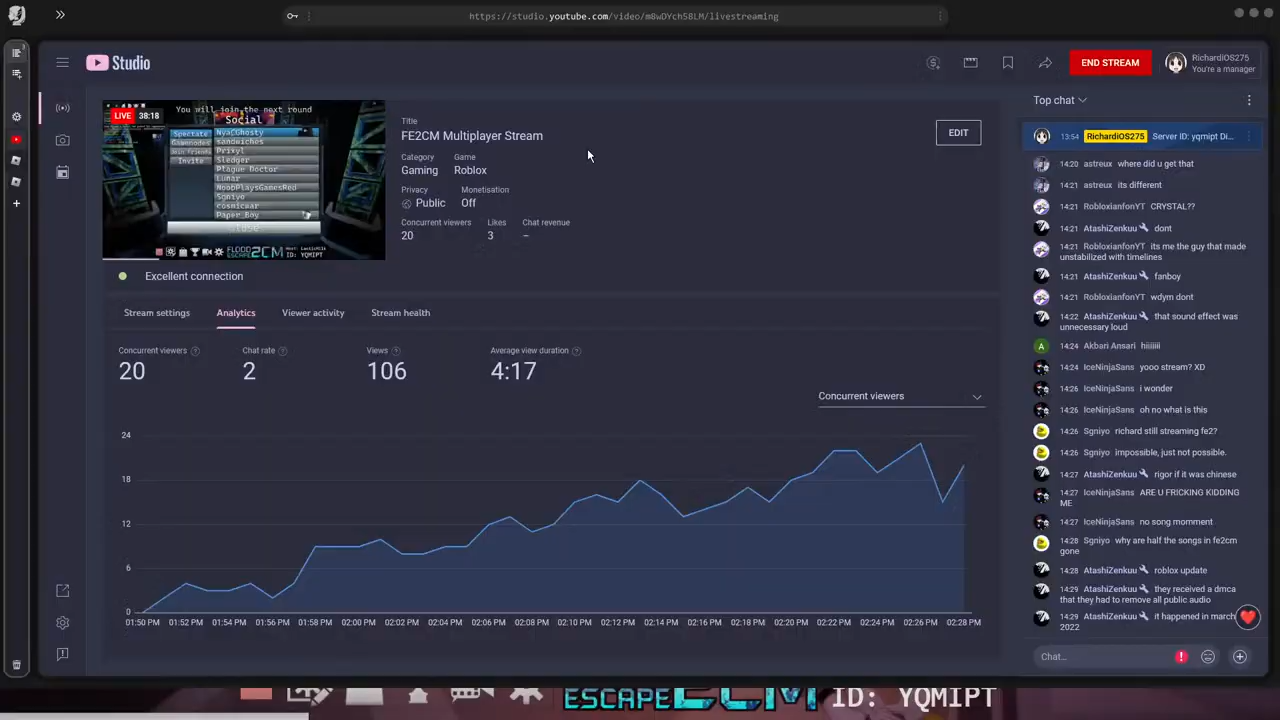 https://studio.youtube.com/video/m8wDYch58LM/livestreaming
Studio
END STREAM
RichardiOS275
You're a manager
LIVE 38:18
You will join the next round
Social
Spectate
Gamenodes
Join friends
Invite
NyaQGhosty
sandwiches
Prixyl
Sledger
Plague Doctor
Lunar
NoobPlaysGamesRed
Sgniyo
cosmicwar
Paper_Boy
Close
FLOOD
ESCAPE 2CM
ID: YQMIPT
Title
FE2CM Multiplayer Stream
EDIT
Category
Game
Gaming
Roblox
Privacy
Monetisation
Public
Off
Concurrent viewers
Likes
Chat revenue
20
3
–
Excellent connection
Stream settings
Analytics
Viewer activity
Stream health
Concurrent viewers
Chat rate
Views
Average view duration
20
2
106
4:17
Concurrent viewers
24
18
12
6
0
01:50 PM 01:52 PM 01:54 PM 01:56 PM 01:58 PM 02:00 PM 02:02 PM 02:04 PM 02:06 PM 02:08 PM 02:10 PM 02:12 PM 02:14 PM 02:16 PM 02:18 PM 02:20 PM 02:22 PM 02:24 PM 02:26 PM 02:28 PM
Top chat
13:54 RichardiOS275 Server ID: yqmipt Di...
14:20 astreux where did u get that
14:21 astreux its different
14:21 RobloxianfonYT CRYSTAL??
14:21 AtashiZenkuu dont
14:21 RobloxianfonYT its me the guy that made
unstabilized with timelines
14:21 AtashiZenkuu fanboy
14:21 RobloxianfonYT wdym dont
14:22 AtashiZenkuu that sound effect was
unnecessary loud
A
14:24 Akbari Ansari hiiiiiii
14:24 IceNinjaSans yooo stream? XD
14:26 IceNinjaSans i wonder
14:26 IceNinjaSans oh no what is this
14:26 Sgniyo richard still streaming fe2?
14:26 Sgniyo impossible, just not possible.
14:27 AtashiZenkuu rigor if it was chinese
14:27 IceNinjaSans ARE U FRICKING KIDDING
ME
14:27 IceNinjaSans no song momment
14:28 Sgniyo why are half the songs in fe2cm
gone
14:28 AtashiZenkuu roblox update
14:29 AtashiZenkuu they received a dmca
that they had to remove all public audio
14:29 AtashiZenkuu it happened in march
2022
Chat...
ESCAPE 2CM ID: YQMIPT